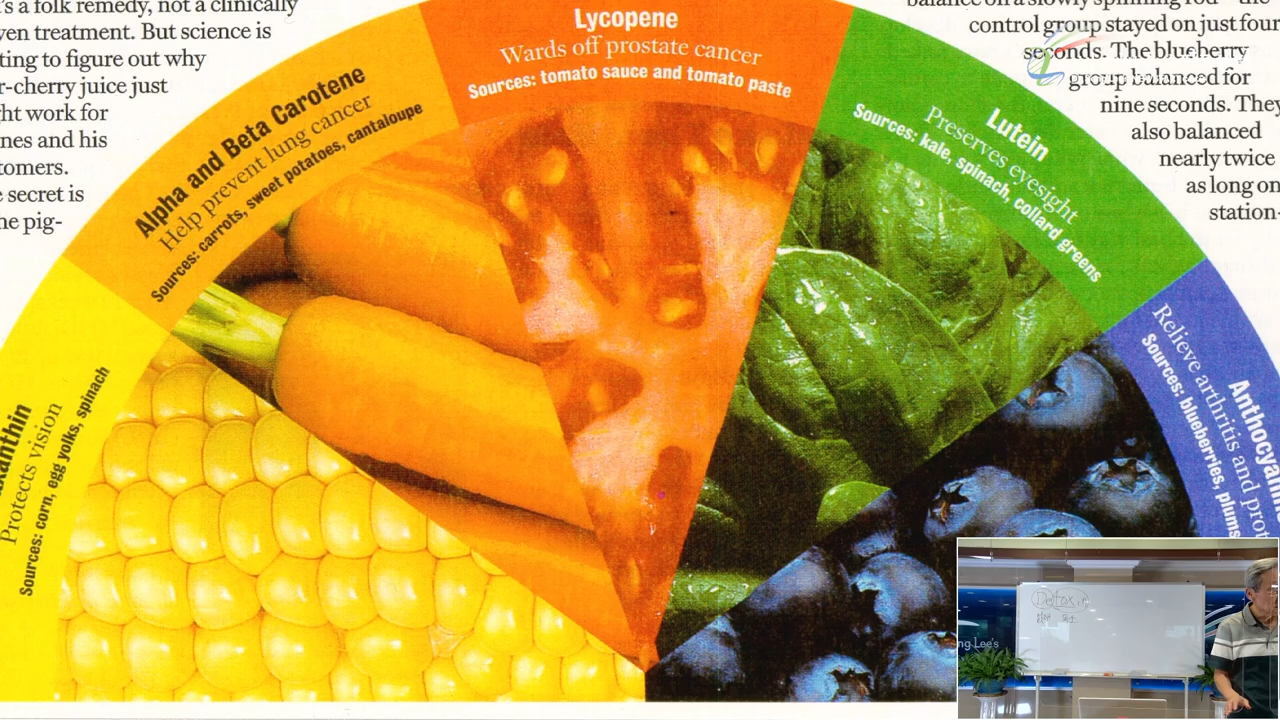 's a folk remedy, not a clinically
ven treatment. But science is
ting to figure out why
r-cherry juice just
ht work for
nes and his
tomers.
e secret is
ne pig-
control group stayed on just four
seconds. The blueberry
group balanced for
nine seconds. They
also balanced
nearly twice
as long on
station-
xanthin
Protects vision
Sources: corn, egg yolks, spinach
Alpha and Beta Carotene
Help prevent lung cancer
Sources: carrots, sweet potatoes, cantaloupe
Lycopene
Wards off prostate cancer
Sources: tomato sauce and tomato paste
Lutein
Preserves eyesight
Sources: kale, spinach, collard greens
Anthocyan
Relieve arthritis and prot
Sources: blueberries, plums
Detox
ng Lee's